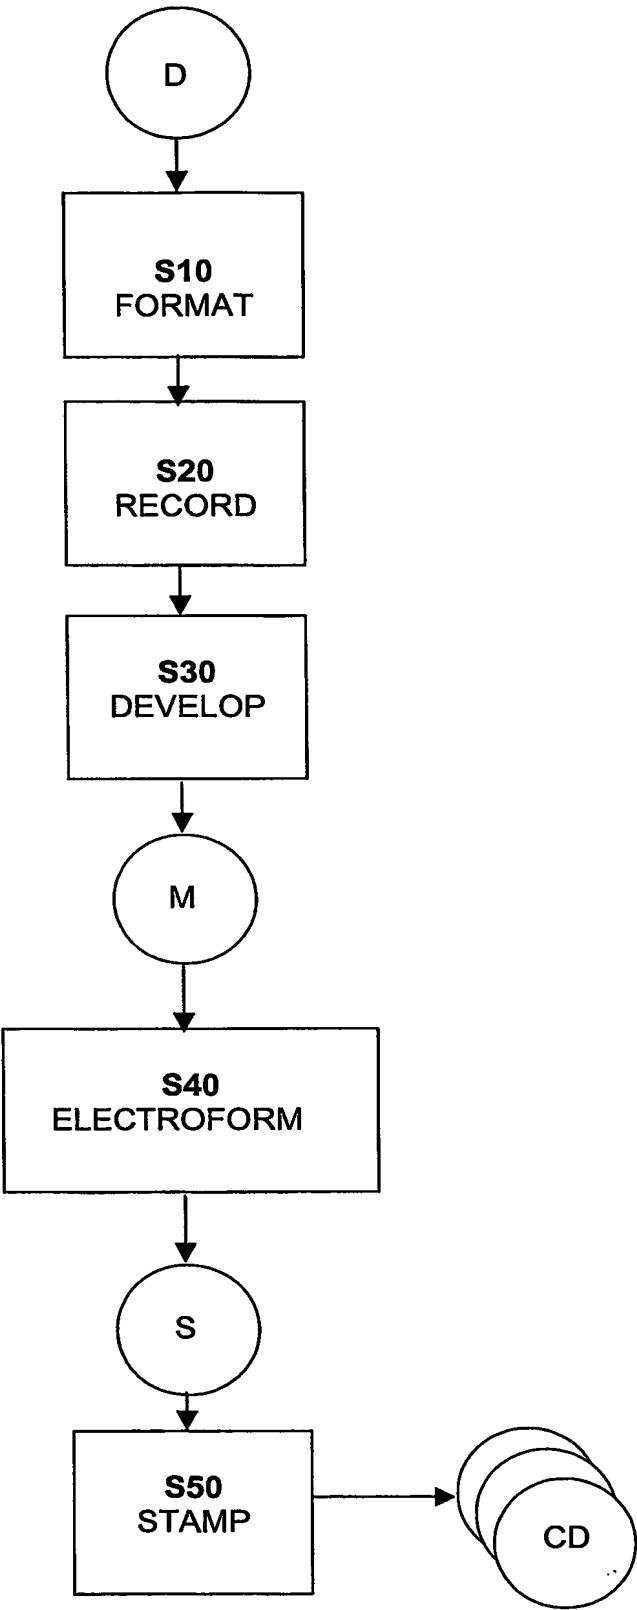 D
S10
FORMAT
S20
RECORD
S30
DEVELOP
M
S40
ELECTROFORM
S
S50
STAMP
CD